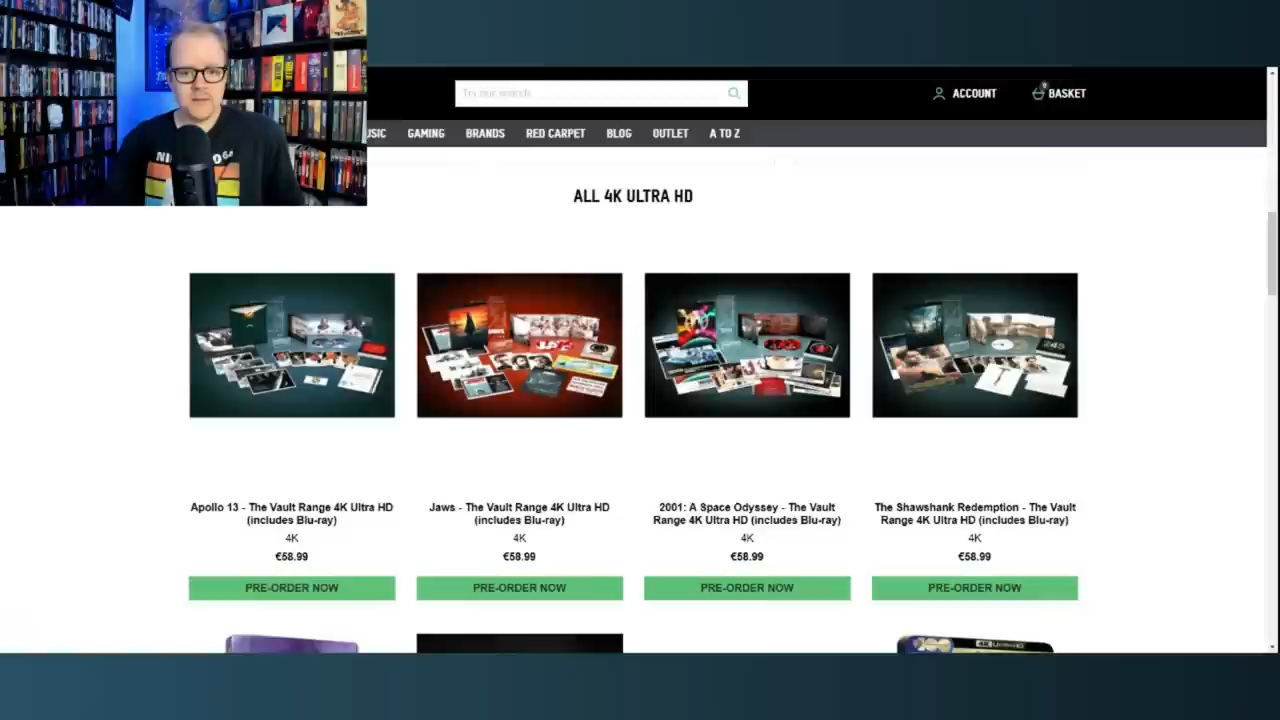 ACCOUNT
BASKET
USIC
GAMING
BRANDS
RED CARPET
BLOG
OUTLET
A TO Z
ALL 4K ULTRA HD
Apollo 13 - The Vault Range 4K Ultra HD
(includes Blu-ray)
4K
€58.99
PRE-ORDER NOW
Jaws - The Vault Range 4K Ultra HD
(includes Blu-ray)
4K
€58.99
PRE-ORDER NOW
2001: A Space Odyssey - The Vault
Range 4K Ultra HD (includes Blu-ray)
4K
€58.99
PRE-ORDER NOW
The Shawshank Redemption - The Vault
Range 4K Ultra HD (includes Blu-ray)
4K
€58.99
PRE-ORDER NOW